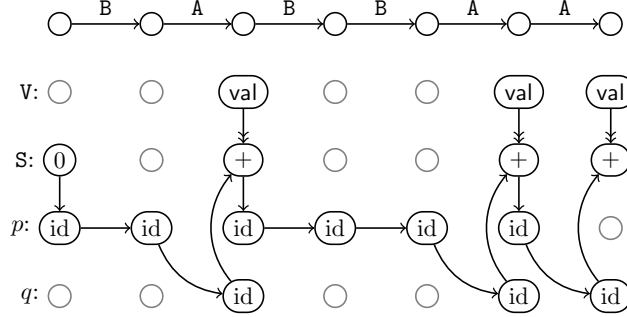 B A B B A A
V: val val val
S: 0 + + +
p: id id id id id id
q: id id id